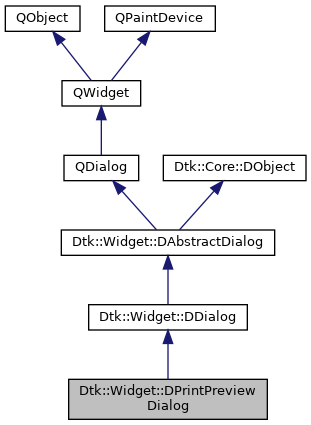 QObject
QPaintDevice
QWidget
QDialog
Dtk::Core::DObject
Dtk::Widget::DAbstractDialog
Dtk::Widget::DDialog
Dtk::Widget::DPrintPreview
Dialog